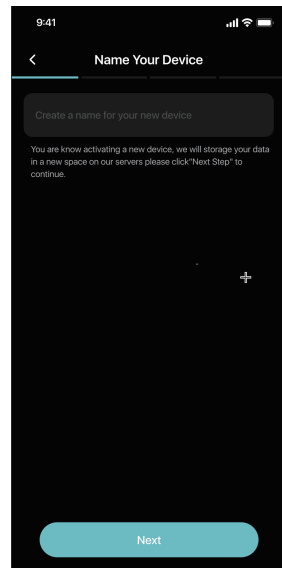 9:41
Name Your Device
Create a name for your new device
You are know activating a new device, we will storage your data
in a new space on our servers please click"Next Step" to
continue.
Next